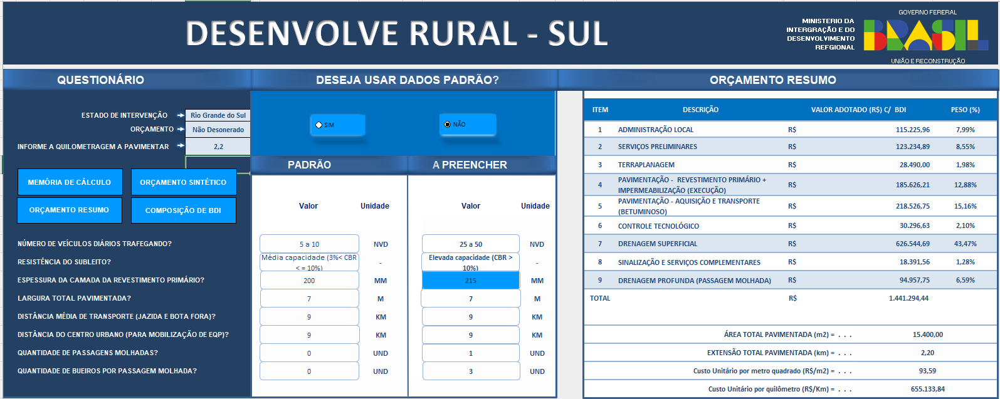 DESENVOLVE RURAL - SUL
GOVERNO FERERAL
MINISTERIO DA
INTERGRAÇÃO E DO
DESENVOLVIMENTO
REFGIONAL
BRASIL
UNIÃO E RECONSTRUÇÃO
QUESTIONÁRIO
ESTADO DE INTERVENÇÃO Rio Grande do Sul
ORÇAMENTO Não Desonerado
INFORME A QUILOMETRAGEM A PAVIMENTAR 2,2
MEMÓRIA DE CÁLCULO ORÇAMENTO SINTÉTICO
ORÇAMENTO RESUMO COMPOSIÇÃO DE BDI
DESEJA USAR DADOS PADRÃO?
SIM NÃO
PADRÃO A PREENCHER
Valor Unidade Valor Unidade
NÚMERO DE VEÍCULOS DIÁRIOS TRAFEGANDO? 5 a 10 NVD 25 a 50 NVD
RESISTÊNCIA DO SUBLEITO? Média capacidade (3%< CBR < = 10%) - Elevada capacidade (CBR > 10%) -
ESPESSURA DA CAMADA DA REVESTIMENTO PRIMÁRIO? 200 MM 215 MM
LARGURA TOTAL PAVIMENTADA? 7 M 7 M
DISTÂNCIA MÉDIA DE TRANSPORTE (JAZIDA E BOTA FORA)? 9 KM 9 KM
DISTÂNCIA DO CENTRO URBANO (PARA MOBILIZAÇÃO DE EQP)? 9 KM 9 KM
QUANTIDADE DE PASSAGENS MOLHADAS? 0 UND 1 UND
QUANTIDADE DE BUEIROS POR PASSAGEM MOLHADA? 0 UND 3 UND
ORÇAMENTO RESUMO
ITEM DESCRIÇÃO VALOR ADOTADO (R$) C/ BDI PESO (%)
1 ADMINISTRAÇÃO LOCAL R$ 115.225,96 7,99%
2 SERVIÇOS PRELIMINARES R$ 123.234,89 8,55%
3 TERRAPLANAGEM R$ 28.490,00 1,98%
4 PAVIMENTAÇÃO - REVESTIMENTO PRIMÁRIO + IMPERMEABILIZAÇÃO (EXECUÇÃO) R$ 185.626,21 12,88%
5 PAVIMENTAÇÃO - AQUISIÇÃO E TRANSPORTE (BETUMINOSO) R$ 218.526,75 15,16%
6 CONTROLE TECNOLÓGICO R$ 30.296,63 2,10%
7 DRENAGEM SUPERFICIAL R$ 626.544,69 43,47%
8 SINALIZAÇÃO E SERVIÇOS COMPLEMENTARES R$ 18.391,56 1,28%
9 DRENAGEM PROFUNDA (PASSAGEM MOLHADA) R$ 94.957,75 6,59%
TOTAL R$ 1.441.294,44
ÁREA TOTAL PAVIMENTADA (m2) = . . . 15.400,00
EXTENSÃO TOTAL PAVIMENTADA (km) = . . . 2,20
Custo Unitário por metro quadrado (R$/m2) = . . . 93,59
Custo Unitário por quilômetro (R$/Km) = . . . 655.133,84